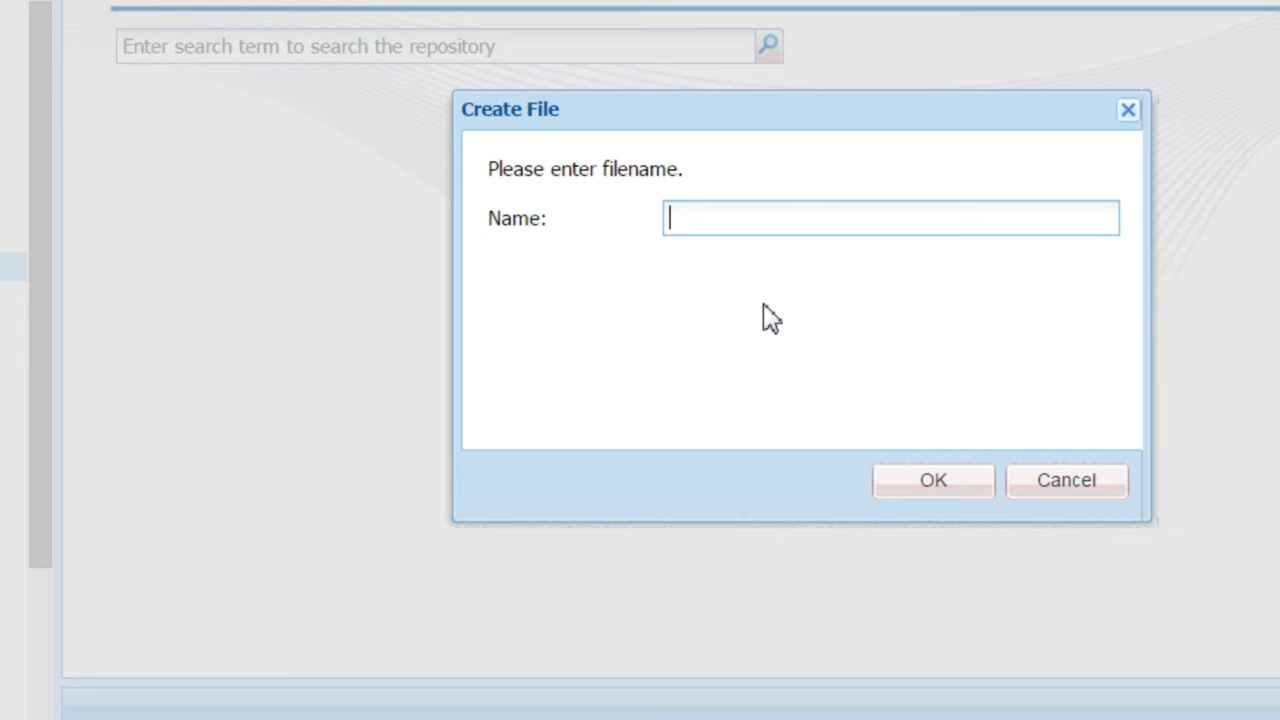 Enter search term to search the repository
Create File
Please enter filename.
Name:
OK
Cancel